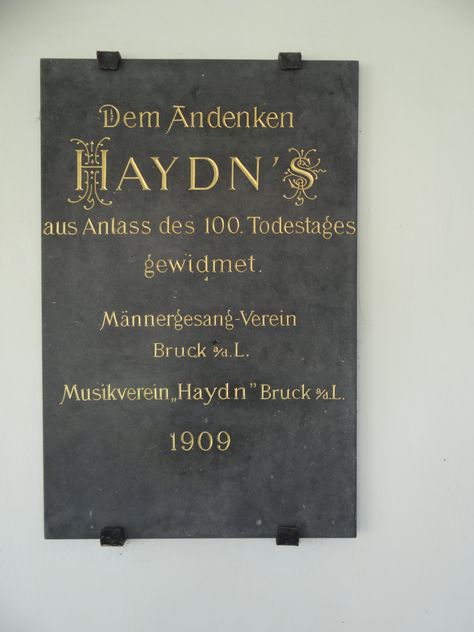 Dem Andenken
HAYDN'S
aus Anlass des 100. Todestages
gewidmet.
Männergesang-Verein
Bruck a/d. L.
Musikverein „Haydn" Bruck a/d. L.
1909